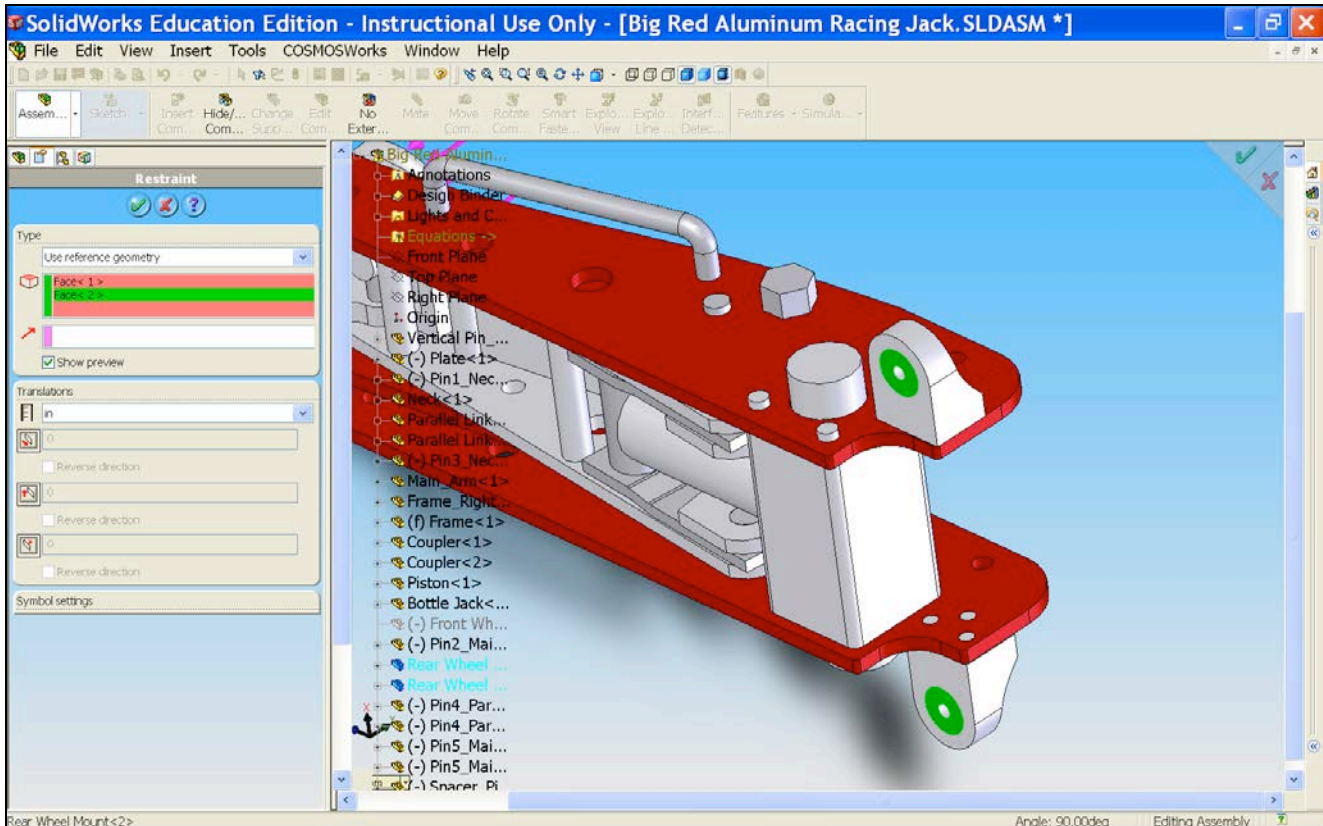 SolidWorks Education Edition - Instructional Use Only - [Big Red Aluminum Racing Jack.SLDASM *]
File Edit View Insert Tools COSMOSWorks Window Help
Assem... Sketch Insert Com... Hide/... Com... Change Supp... Edit Com... No Exter... Mate Move Com... Rotate Com... Smart Faste... Explo... View Explo... Line ... Interf... Detec... Features Simula...
Restraint
Type
Use reference geometry
Face< 1 >
Face< 2 >
Show preview
Translations
in
0
Reverse direction
0
Reverse direction
0
Reverse direction
Symbol settings
Big Red Alumin...
Annotations
Design Binder
Lights and C...
Equations ->
Front Plane
Top Plane
Right Plane
Origin
Vertical Pin_...
(-) Plate<1>
(-) Pin1_Nec...
Neck<1>
Parallel Link...
Parallel Link...
(-) Pin3_Nec...
Main_Arm<1>
Frame_Right...
(f) Frame<1>
Coupler<1>
Coupler<2>
Piston<1>
Bottle Jack<...
(-) Front Wh...
(-) Pin2_Mai...
Rear Wheel ...
Rear Wheel ...
(-) Pin4_Par...
(-) Pin4_Par...
(-) Pin5_Mai...
(-) Pin5_Mai...
(-) Spacer_Pi...
Rear Wheel Mount<2>
Angle: 90.00deg Editing Assembly